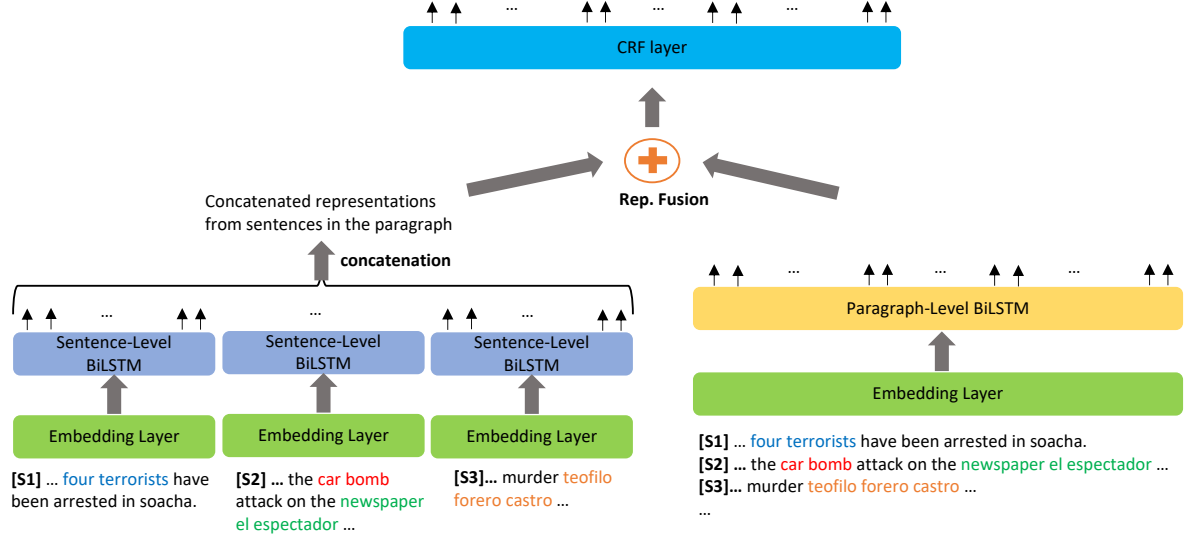 ... ... ...
CRF layer
Rep. Fusion
Concatenated representations
from sentences in the paragraph
concatenation
... ... ...
Sentence-Level
BiLSTM
Embedding Layer
[S1] ... four terrorists have
been arrested in soacha.
Sentence-Level
BiLSTM
Embedding Layer
[S2] ... the car bomb
attack on the newspaper
el espectador ...
Sentence-Level
BiLSTM
Embedding Layer
[S3]... murder teofilo
forero castro ...
... ... ...
Paragraph-Level BiLSTM
Embedding Layer
[S1] ... four terrorists have been arrested in soacha.
[S2] ... the car bomb attack on the newspaper el espectador ...
[S3]... murder teofilo forero castro ...
...